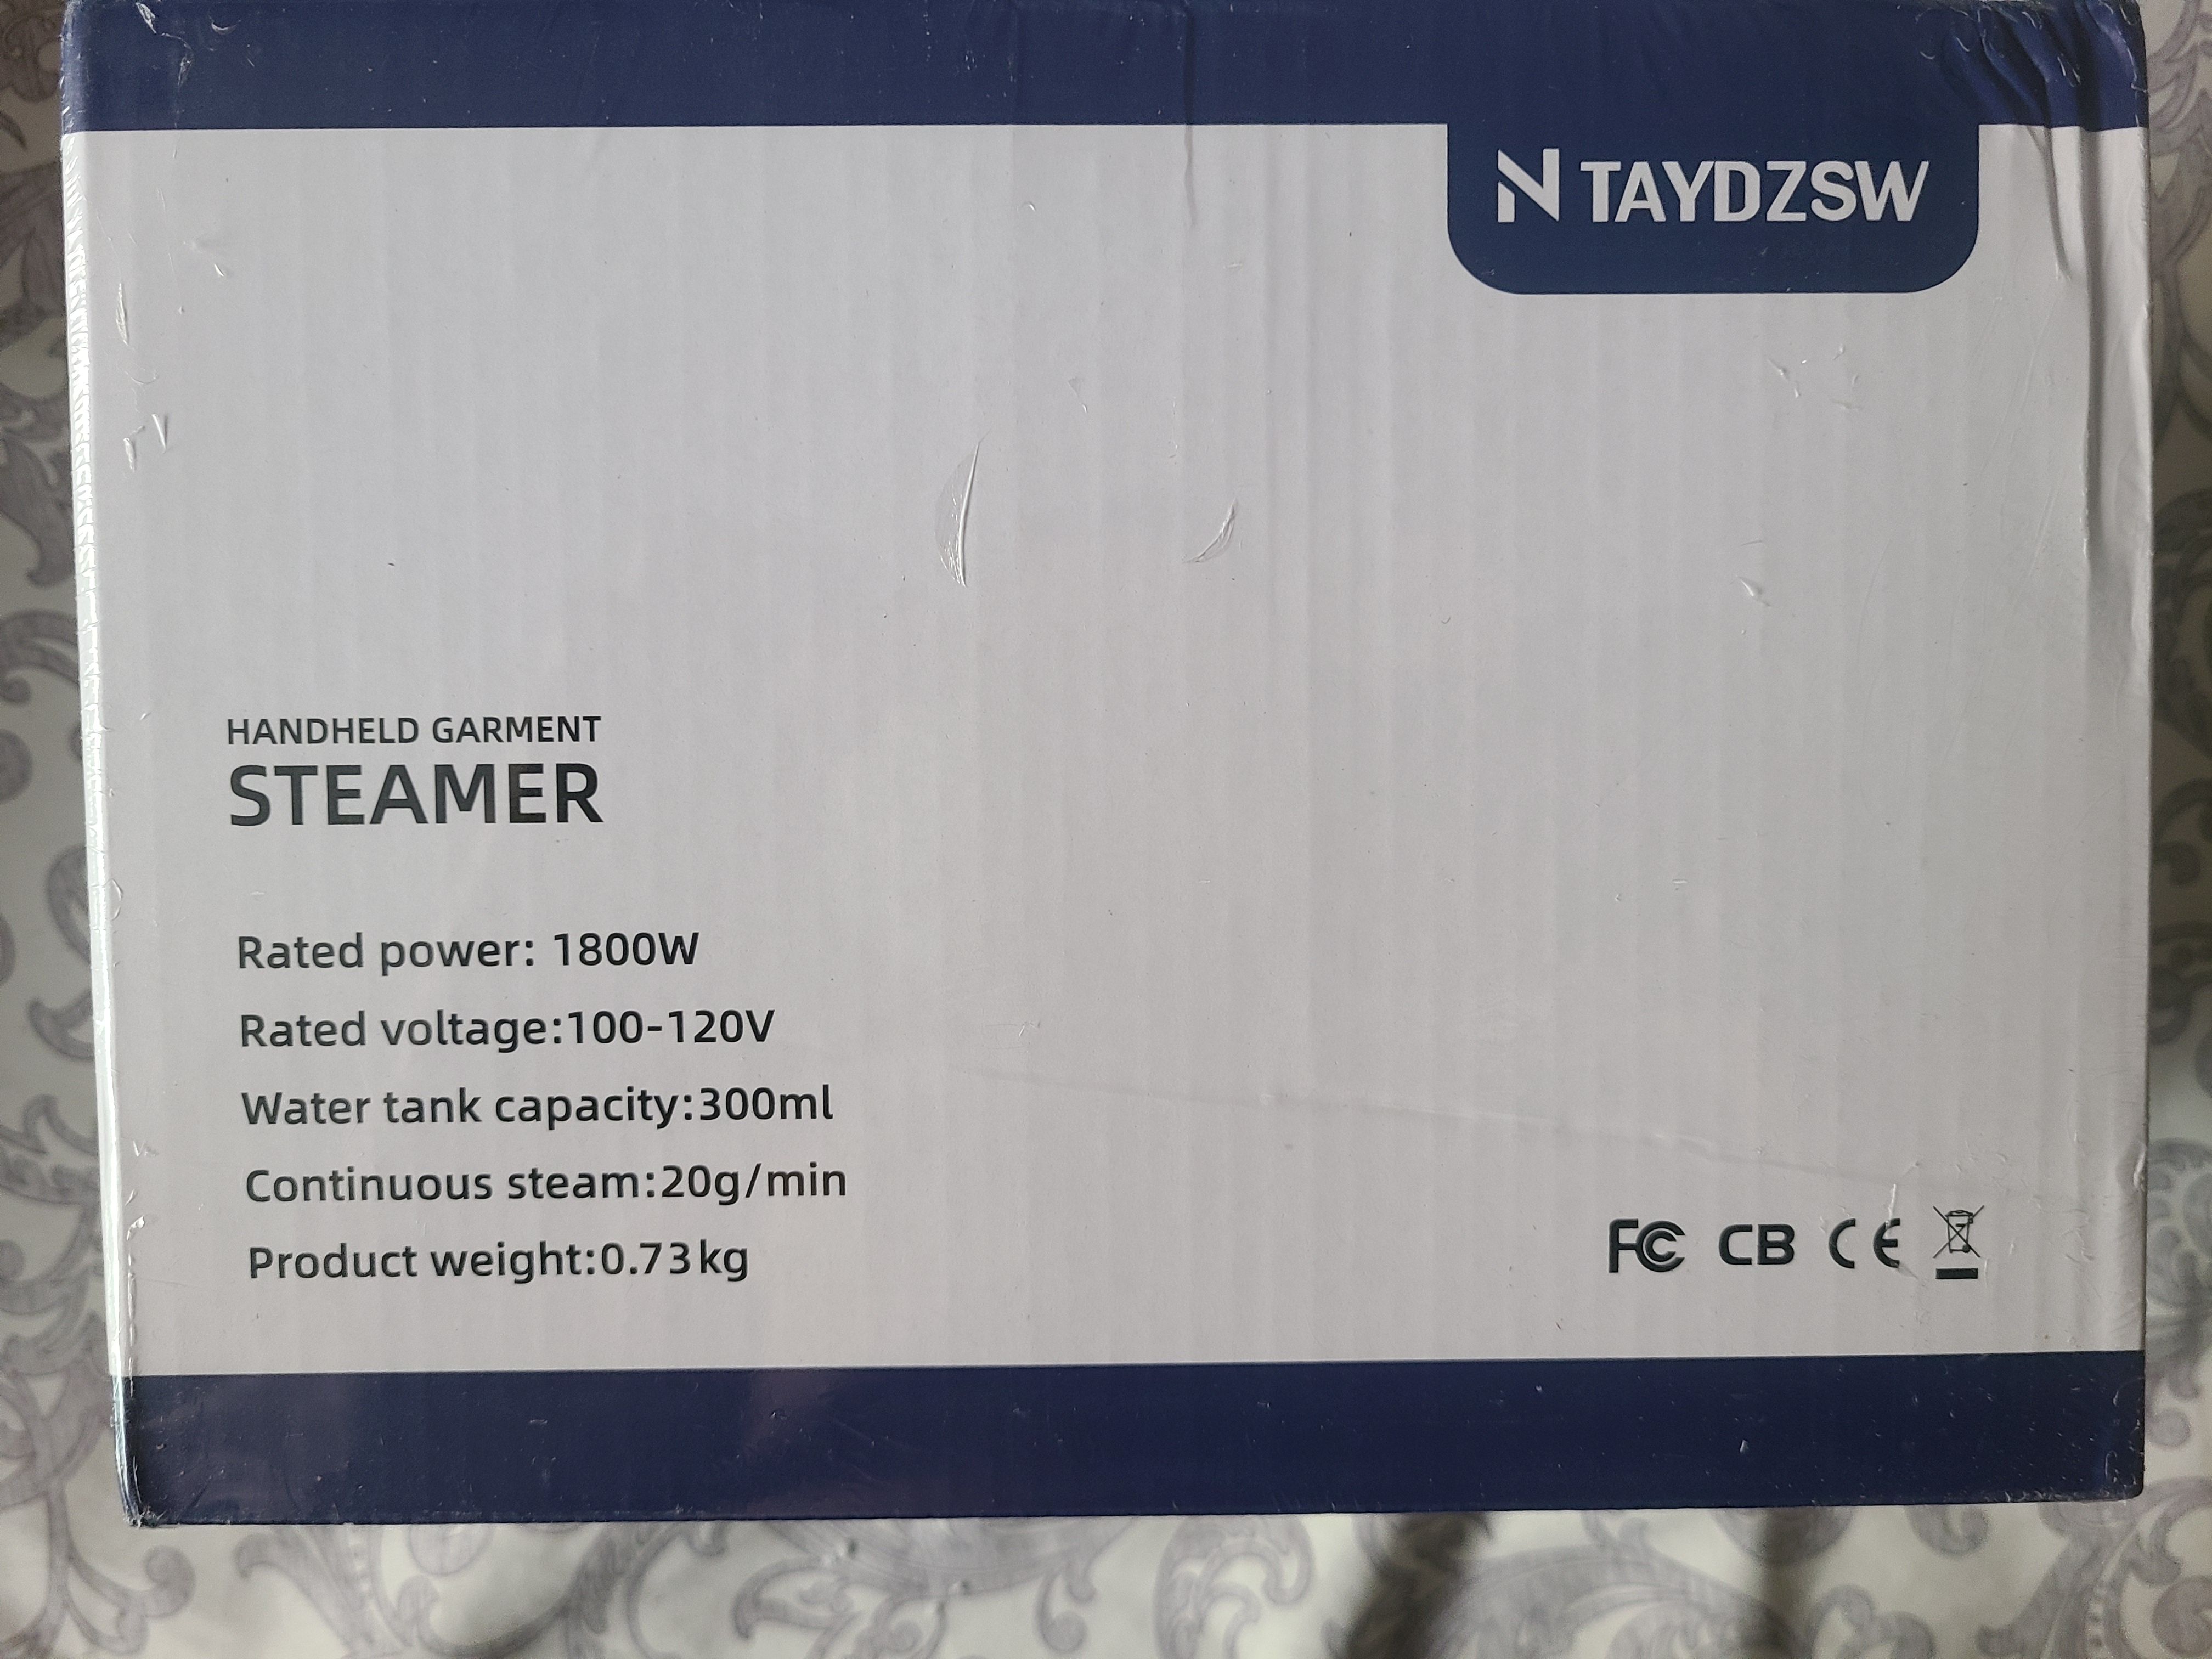 TAYDZSW
HANDHELD GARMENT
STEAMER
Rated power: 1800W
Rated voltage:100-120V
Water tank capacity:300ml
Continuous steam:20g/min
Product weight:0.73kg
FC CB CE